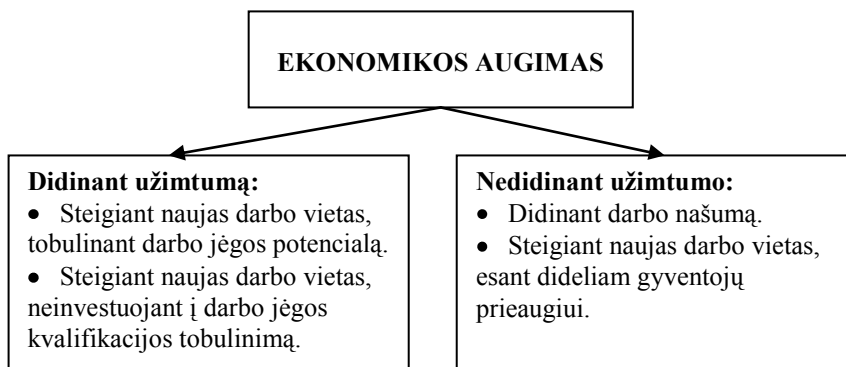 EKONOMIKOS AUGIMAS
Didinant užimtumą:
• Steigiant naujas darbo vietas,
tobulinant darbo jėgos potencialą.
• Steigiant naujas darbo vietas,
neinvestuojant į darbo jėgos
kvalifikacijos tobulinimą.
Nedidinant užimtumo:
• Didinant darbo našumą.
• Steigiant naujas darbo vietas,
esant dideliam gyventojų
prieaugiui.